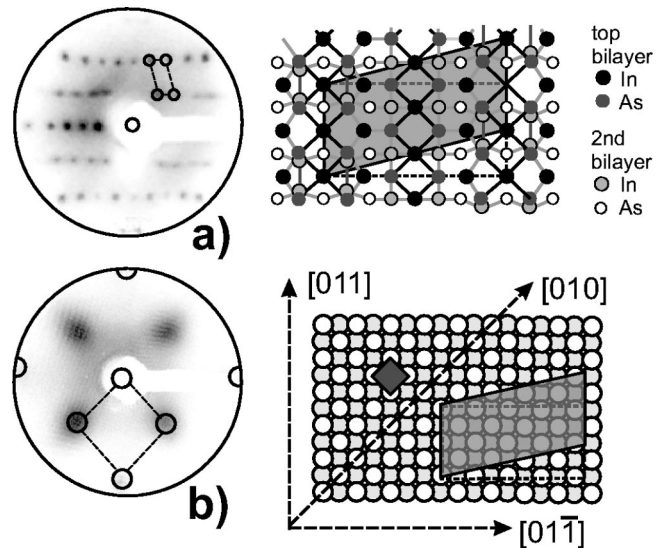 top
bilayer
In
As
2nd
bilayer
In
As
a)
[011]
[010]
b)
[011̄]